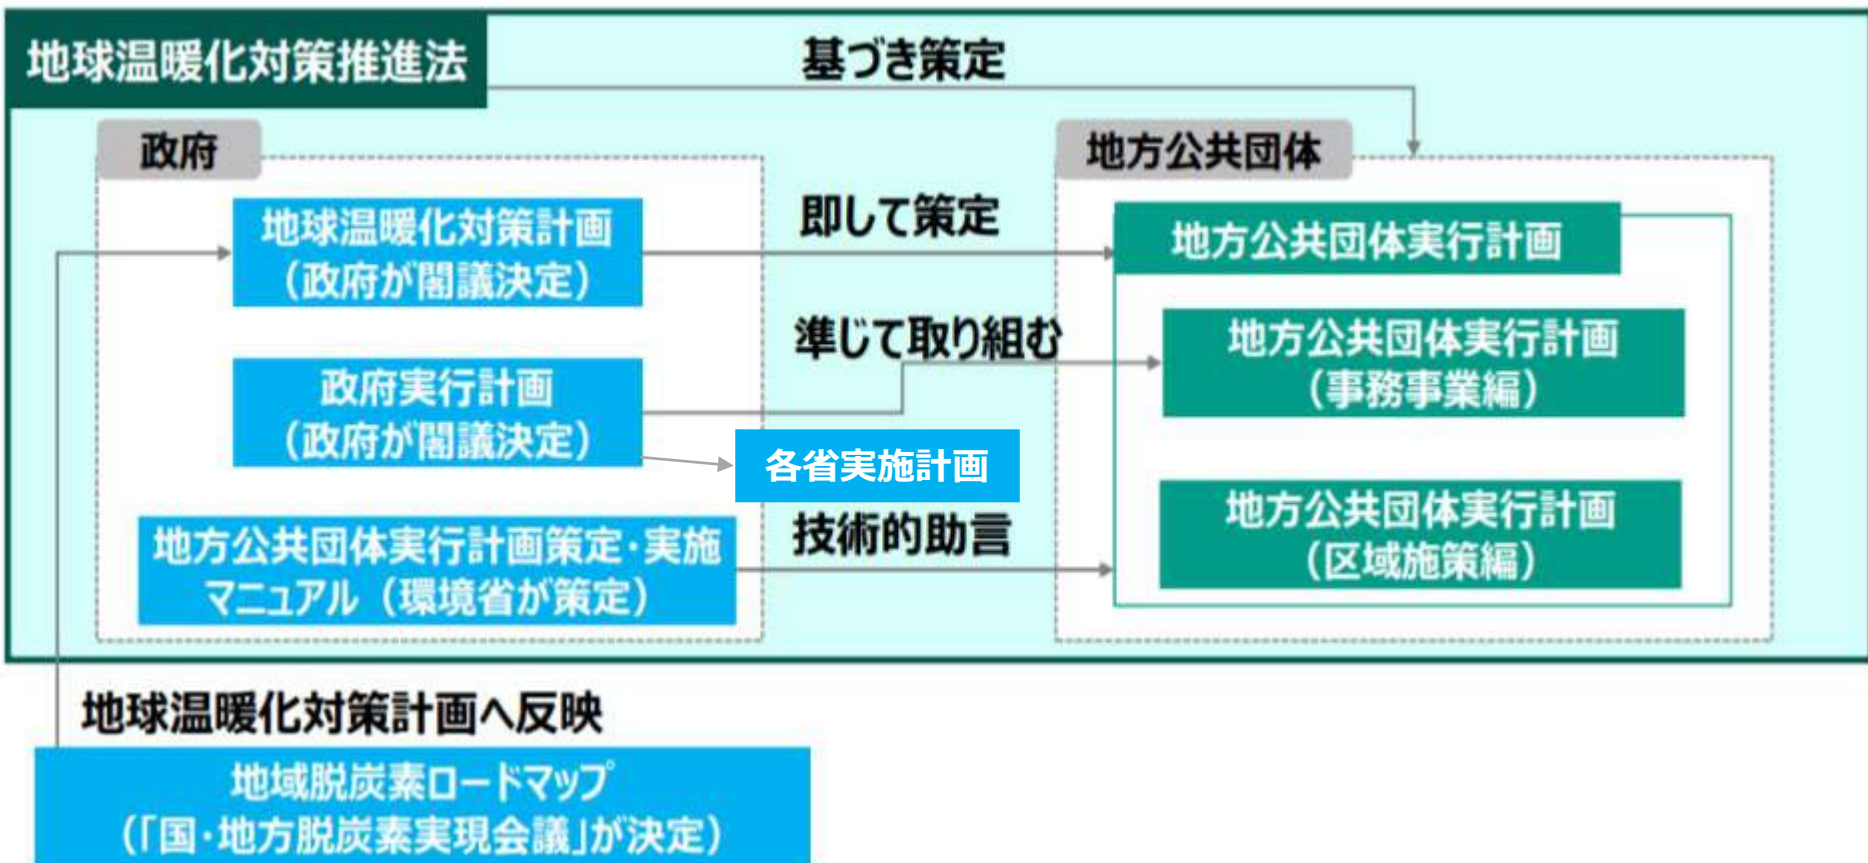 地球温暖化対策推進法
基づき策定
政府
地方公共団体
地球温暖化対策計画
（政府が閣議決定）
即して策定
地方公共団体実行計画
政府実行計画
（政府が閣議決定）
準じて取り組む
地方公共団体実行計画
（事務事業編）
各省実施計画
地方公共団体実行計画策定・実施
マニュアル（環境省が策定）
技術的助言
地方公共団体実行計画
（区域施策編）
地球温暖化対策計画へ反映
地域脱炭素ロードマップ
（「国・地方脱炭素実現会議」が決定）